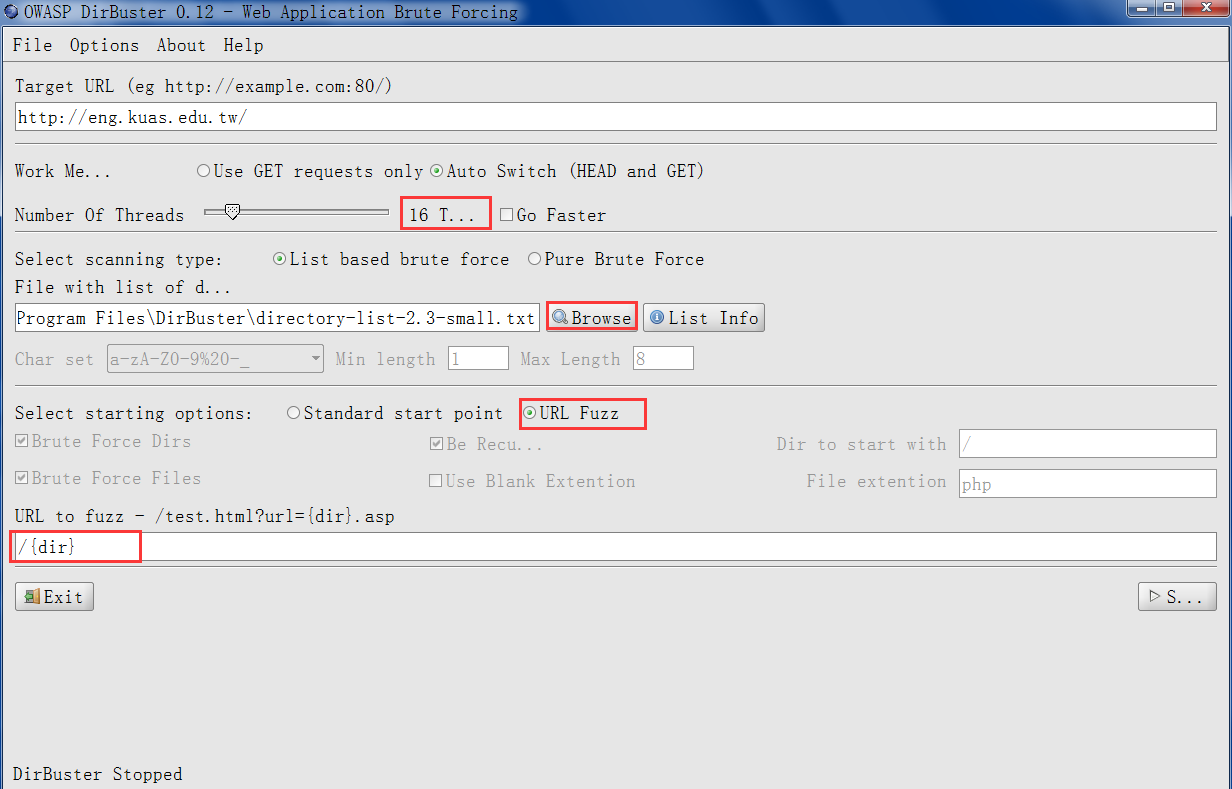 OWASP DirBuster 0.12 - Web Application Brute Forcing
File Options About Help
Target URL (eg http://example.com:80/)
http://eng.kuas.edu.tw/
Work Me... Use GET requests only Auto Switch (HEAD and GET)
Number Of Threads 16 T... Go Faster
Select scanning type: List based brute force Pure Brute Force
File with list of d...
Program Files\DirBuster\directory-list-2.3-small.txt Browse List Info
Char set a-zA-Z0-9%20-_ Min length 1 Max Length 8
Select starting options: Standard start point URL Fuzz
Brute Force Dirs Be Recu... Dir to start with /
Brute Force Files Use Blank Extention File extention php
URL to fuzz - /test.html?url={dir}.asp
/{dir}
Exit S...
DirBuster Stopped